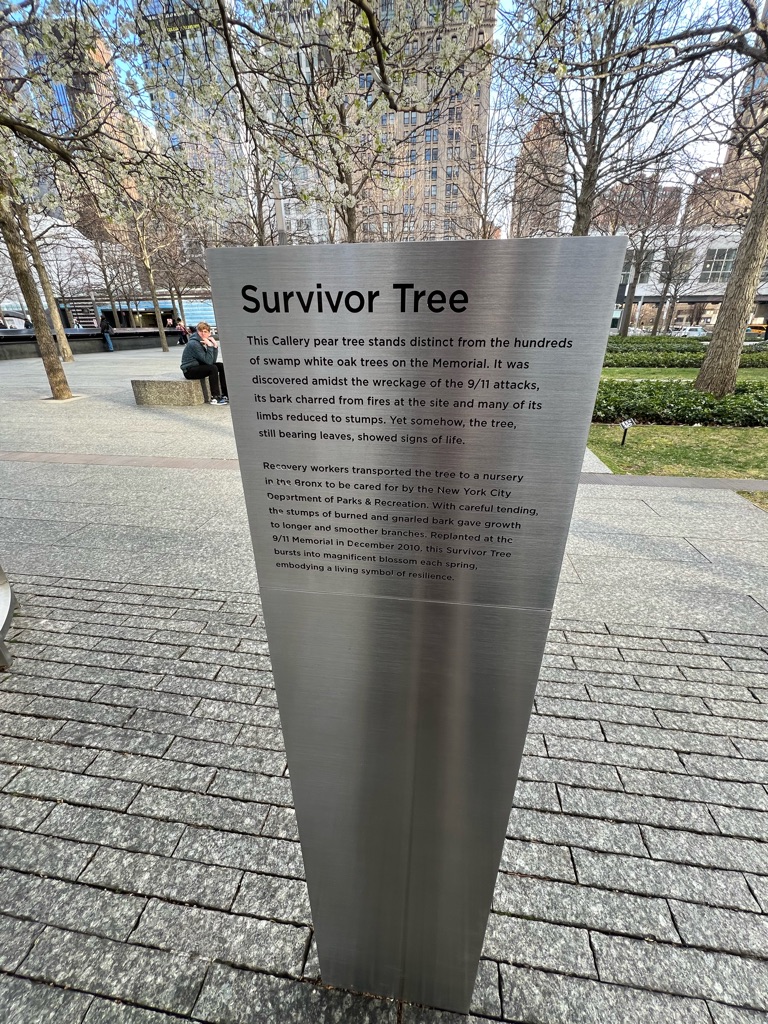 Survivor Tree
This Callery pear tree stands distinct from the hundreds
of swamp white oak trees on the Memorial. It was
discovered amidst the wreckage of the 9/11 attacks,
its bark charred from fires at the site and many of its
limbs reduced to stumps. Yet somehow, the tree,
still bearing leaves, showed signs of life.
Recovery workers transported the tree to a nursery
in the Bronx to be cared for by the New York City
Department of Parks & Recreation. With careful tending,
the stumps of burned and gnarled bark gave growth
to longer and smoother branches. Replanted at the
9/11 Memorial in December 2010, this Survivor Tree
bursts into magnificent blossom each spring,
embodying a living symbol of resilience.